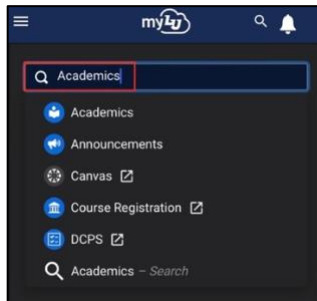 myLU
Academics
Academics
Announcements
Canvas
Course Registration
DCPS
Academics – Search